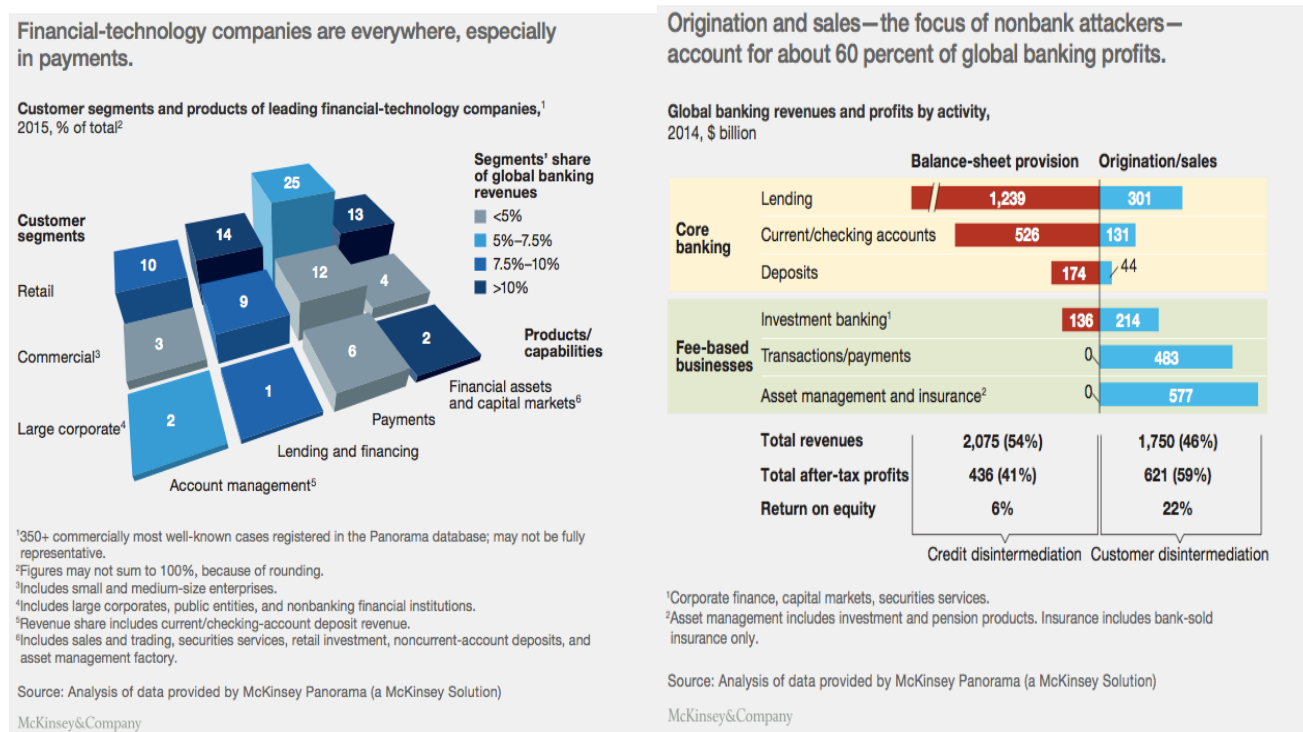 Financial-technology companies are everywhere, especially
in payments.
Customer segments and products of leading financial-technology companies,¹
2015, % of total²
Segments' share
of global banking
revenues
<5%
5%–7.5%
7.5%–10%
>10%
Customer
segments
Retail
Commercial³
Large corporate⁴
10
14
25
13
3
9
12
4
2
1
6
2
Products/
capabilities
Financial assets
and capital markets⁶
Payments
Lending and financing
Account management⁵
¹350+ commercially most well-known cases registered in the Panorama database; may not be fully
representative.
²Figures may not sum to 100%, because of rounding.
³Includes small and medium-size enterprises.
⁴Includes large corporates, public entities, and nonbanking financial institutions.
⁵Revenue share includes current/checking-account deposit revenue.
⁶Includes sales and trading, securities services, retail investment, noncurrent-account deposits, and
asset management factory.
Source: Analysis of data provided by McKinsey Panorama (a McKinsey Solution)
McKinsey&Company
Origination and sales—the focus of nonbank attackers—
account for about 60 percent of global banking profits.
Global banking revenues and profits by activity,
2014, $ billion
Balance-sheet provision Origination/sales
Core
banking
Lending 1,239 301
Current/checking accounts 526 131
Deposits 174 44
Fee-based
businesses
Investment banking¹ 136 214
Transactions/payments 0 483
Asset management and insurance² 0 577
Total revenues 2,075 (54%) 1,750 (46%)
Total after-tax profits 436 (41%) 621 (59%)
Return on equity 6% 22%
Credit disintermediation Customer disintermediation
¹Corporate finance, capital markets, securities services.
²Asset management includes investment and pension products. Insurance includes bank-sold
insurance only.
Source: Analysis of data provided by McKinsey Panorama (a McKinsey Solution)
McKinsey&Company